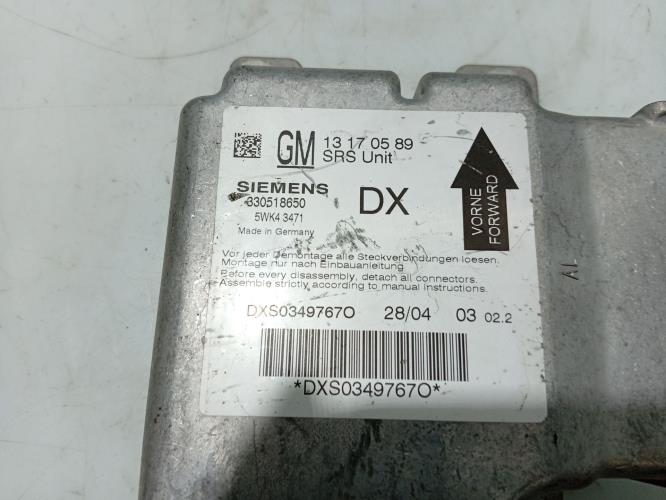 GM 13 17 05 89
SRS Unit
SIEMENS
330518650
DX
5WK4 3471
Made in Germany
VORNE
FORWARD
Vor jeder Demontage alle Steckverbindungen loesen.
Montage nur nach Einbauanleitung
Before every disassembly, detach all connectors.
Assemble strictly according to manual instructions.
DXS0349767O 28/04 03 02.2
*DXS0349767O*